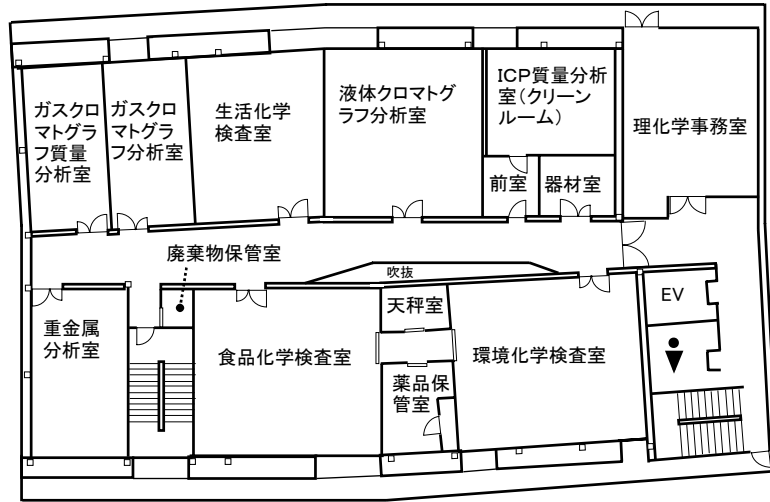 ガスクロ
マトグラ
フ質量
分析室
ガスクロ
マトグラ
フ分析室
生活化学
検査室
液体クロマトグ
ラフ分析室
ICP質量分析
室(クリーン
ルーム)
前室
器材室
理化学事務室
廃棄物保管室
吹抜
重金属
分析室
食品化学検査室
天秤室
薬品保
管室
環境化学検査室
EV